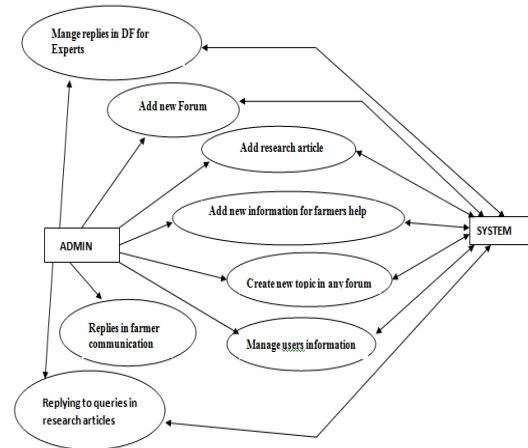 Mange replies in DF for
Experts
Add new Forum
Add research article
Add new information for farmers help
ADMIN
SYSTEM
Create new topic in any forum
Replies in farmer
communication
Manage users information
Replying to queries in
research articles